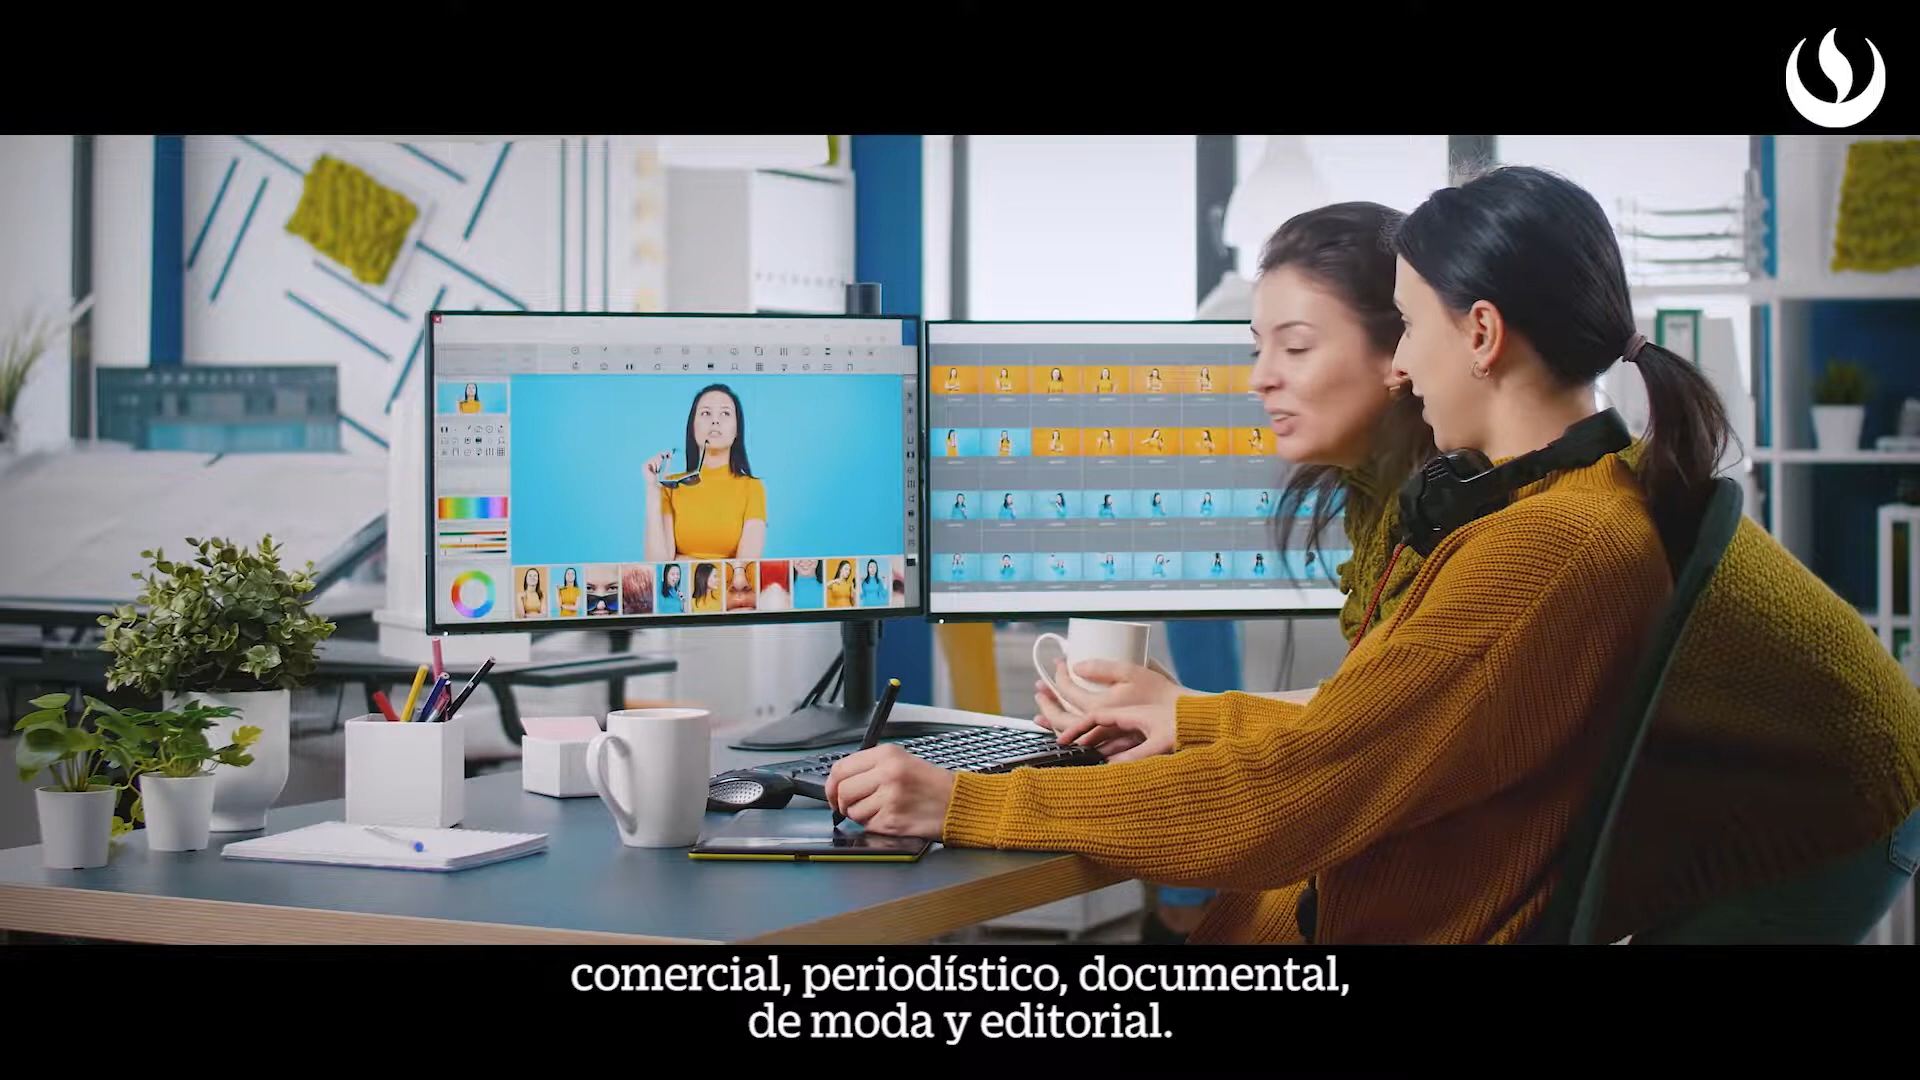 comercial, periodístico, documental,
de moda y editorial.